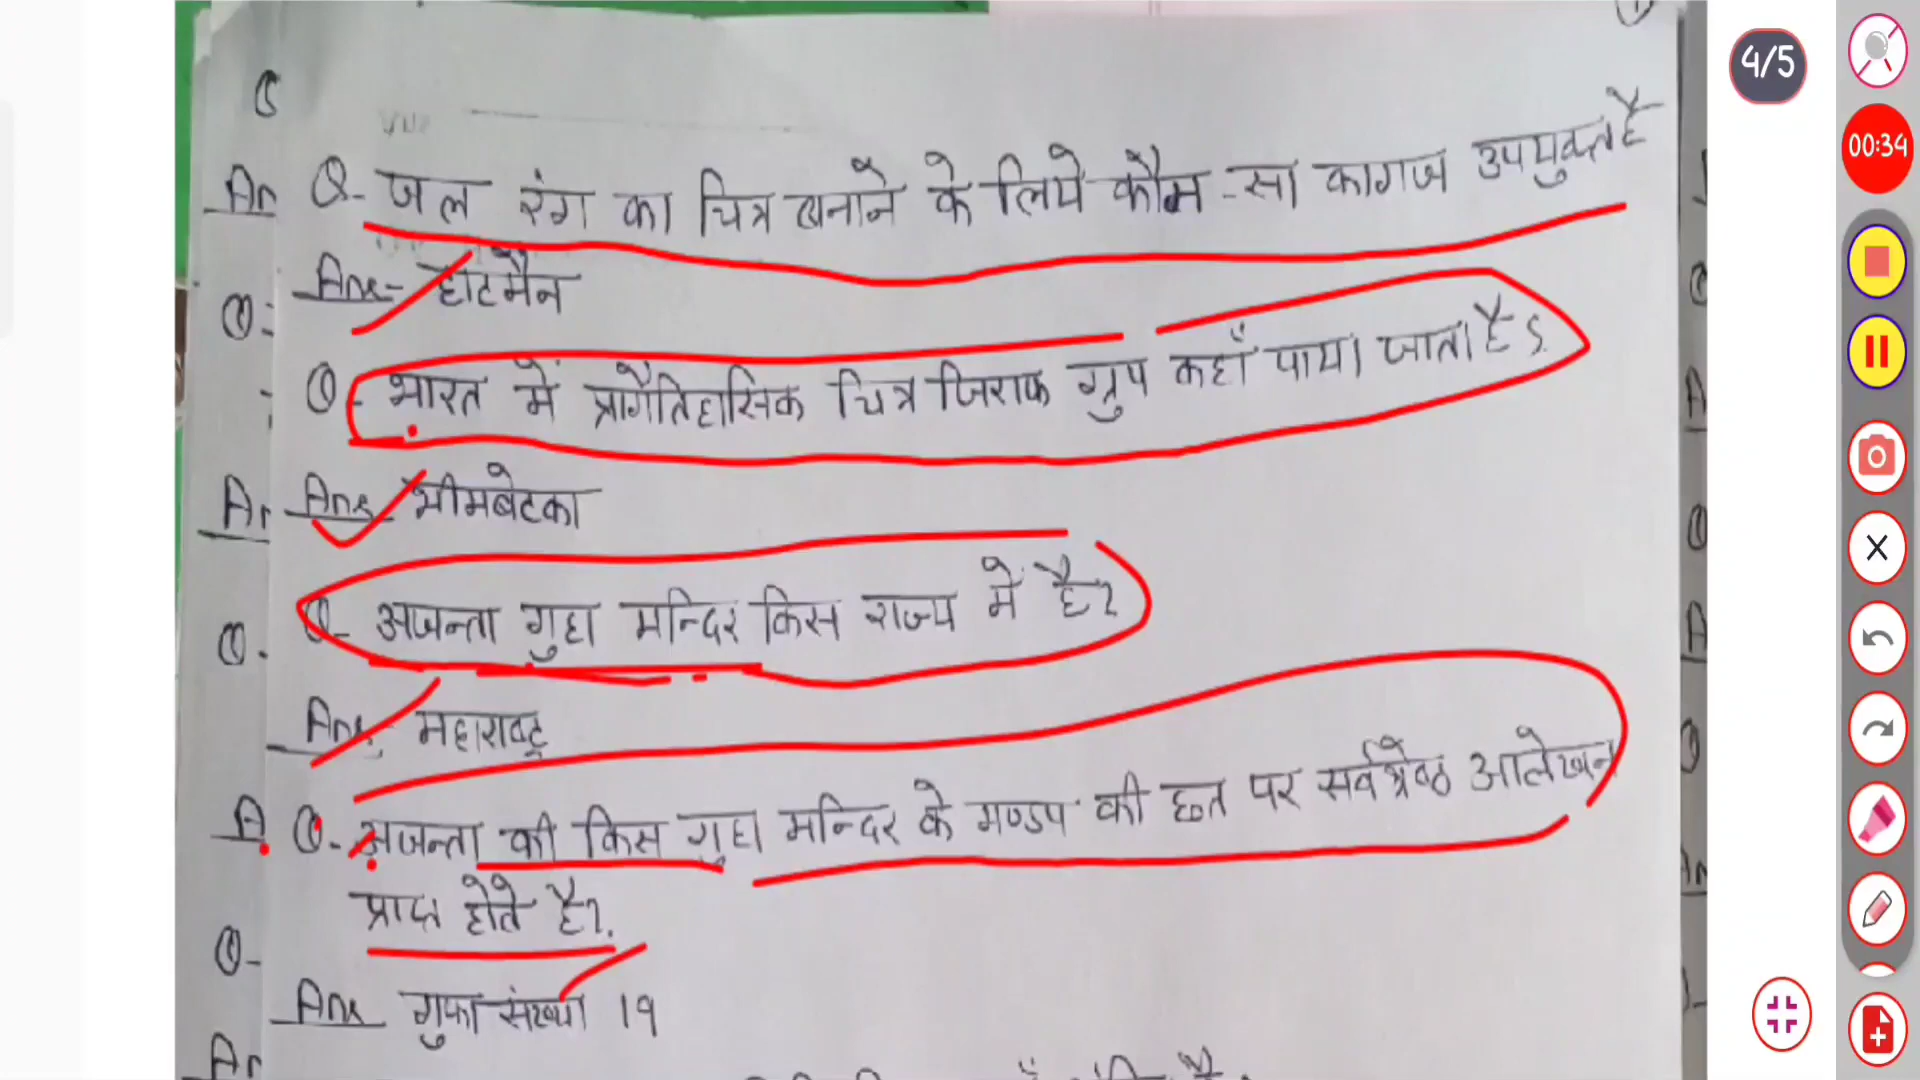 4/5
00:34
Q- जल रंग का चित्र बनाने के लिये कौन-सा कागज उपयुक्त है
Ans- हाटमैन
Q- भारत में प्रागैतिहासिक चित्र जिराफ ग्रुप कहाँ पाया जाता है ?
Ans- भीमबेटका
Q- अजन्ता गुहा मन्दिर किस राज्य में है?
Ans- महाराष्ट्र
Q- अजन्ता की किस गुहा मन्दिर के मण्डप की छत पर सर्वश्रेष्ठ आलेखन
प्राप्त होते है?
Ans गुफा संख्या 19